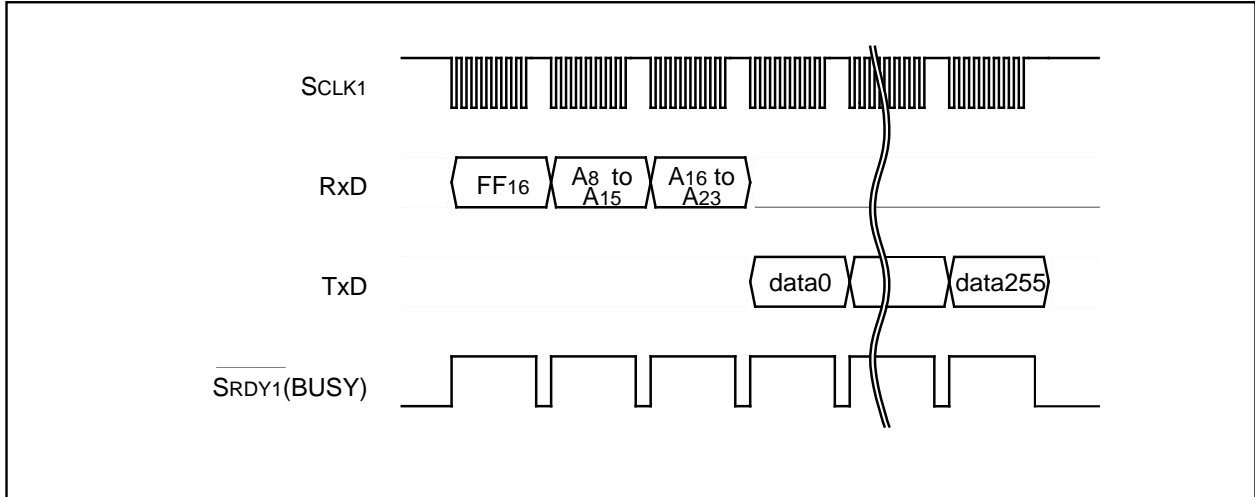 SCLK1
RxD
FF16
A8 to
A15
A16 to
A23
TxD
data0
data255
SRDY1(BUSY)